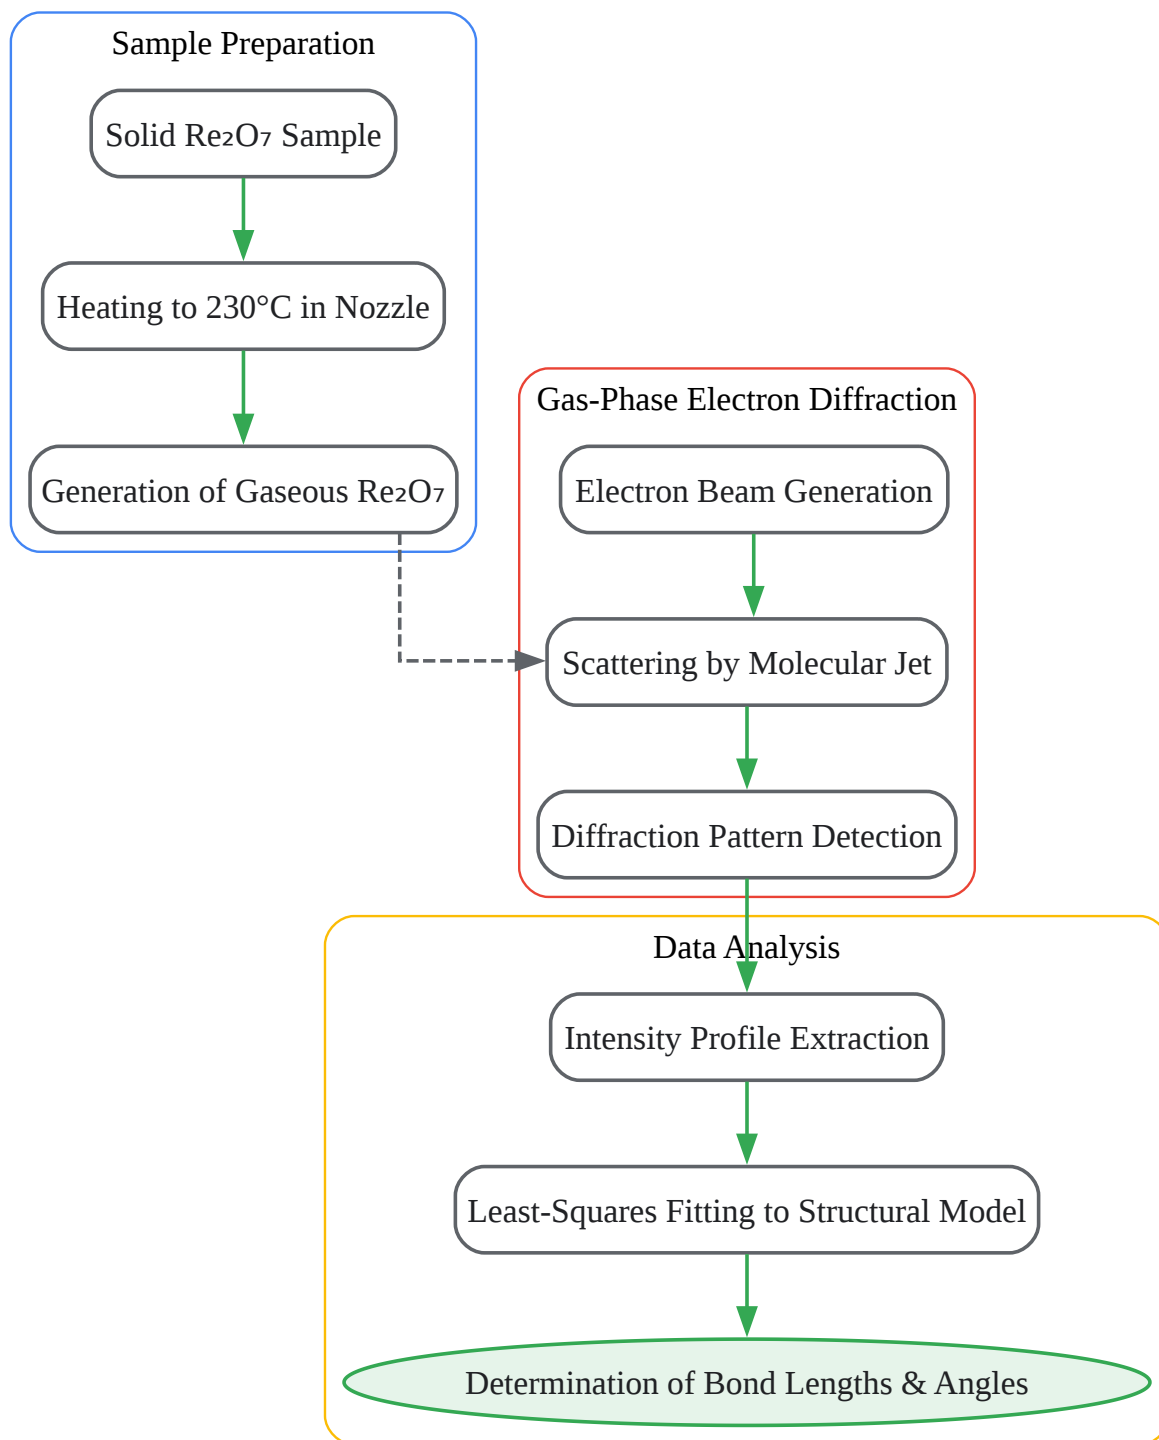 Sample Preparation
Solid Re₂O₇ Sample
Heating to 230°C in Nozzle
Generation of Gaseous Re₂O₇
Gas-Phase Electron Diffraction
Electron Beam Generation
Scattering by Molecular Jet
Diffraction Pattern Detection
Data Analysis
Intensity Profile Extraction
Least-Squares Fitting to Structural Model
Determination of Bond Lengths & Angles